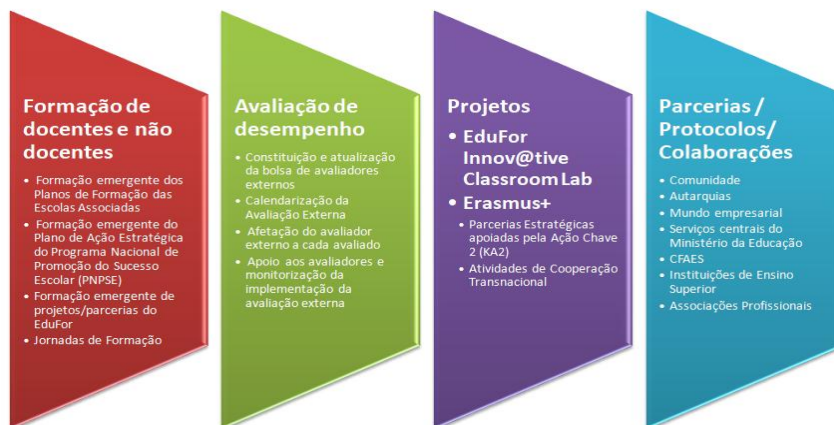 Formação de
docentes e não
docentes
• Formação emergente dos
Planos de Formação das
Escolas Associadas
• Formação emergente do
Plano de Ação Estratégica
do Programa Nacional de
Promoção do Sucesso
Escolar (PNPSE)
• Formação emergente de
projetos/parcerias do
EduFor
• Jornadas de Formação
Avaliação de
desempenho
• Constituição e atualização
da bolsa de avaliadores
externos
• Calendarização da
Avaliação Externa
• Afetação do avaliador
externo a cada avaliado
• Apoio aos avaliadores e
monitorização da
implementação da
avaliação externa
Projetos
• EduFor
Innov@tive
Classroom Lab
• Erasmus+
• Parcerias Estratégicas
apoiadas pela Ação Chave
2 (KA2)
• Atividades de Cooperação
Transnacional
Parcerias /
Protocolos/
Colaborações
• Comunidade
• Autarquias
• Mundo empresarial
• Serviços centrais do
Ministério da Educação
• CFAES
• Instituições de Ensino
Superior
• Associações Profissionais